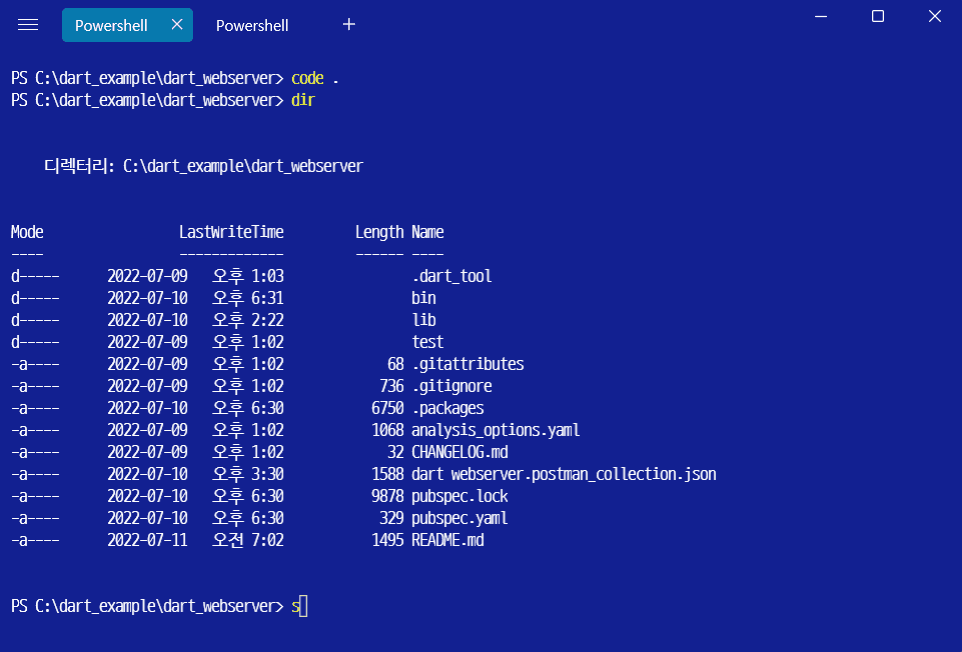 Powershell Powershell
PS C:\dart_example\dart_webserver> code .
PS C:\dart_example\dart_webserver> dir
디렉터리: C:\dart_example\dart_webserver
Mode LastWriteTime Length Name
---- ------------- ------ ----
d----- 2022-07-09 오후 1:03 .dart_tool
d----- 2022-07-10 오후 6:31 bin
d----- 2022-07-10 오후 2:22 lib
d----- 2022-07-09 오후 1:02 test
-a---- 2022-07-09 오후 1:02 68 .gitattributes
-a---- 2022-07-09 오후 1:02 736 .gitignore
-a---- 2022-07-10 오후 6:30 6750 .packages
-a---- 2022-07-09 오후 1:02 1068 analysis_options.yaml
-a---- 2022-07-09 오후 1:02 32 CHANGELOG.md
-a---- 2022-07-10 오후 3:30 1588 dart webserver.postman_collection.json
-a---- 2022-07-10 오후 6:30 9878 pubspec.lock
-a---- 2022-07-10 오후 6:30 329 pubspec.yaml
-a---- 2022-07-11 오전 7:02 1495 README.md
PS C:\dart_example\dart_webserver> s